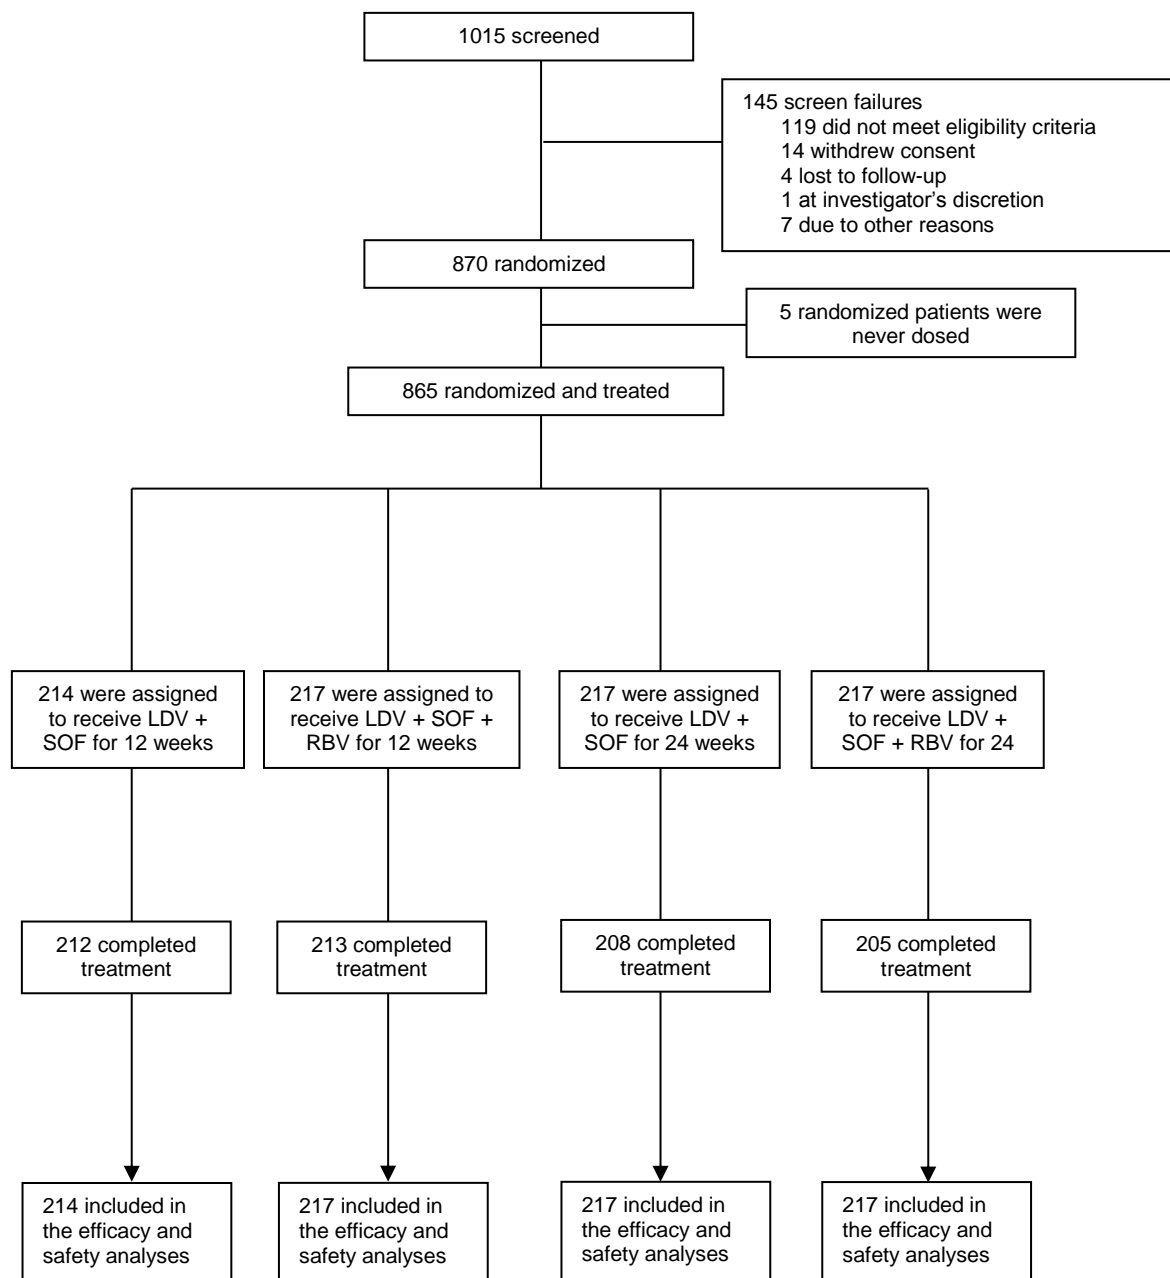 1015 screened
145 screen failures
119 did not meet eligibility criteria
14 withdrew consent
4 lost to follow-up
1 at investigator's discretion
7 due to other reasons
870 randomized
5 randomized patients were
never dosed
865 randomized and treated
214 were assigned
to receive LDV +
SOF for 12 weeks
217 were assigned to
receive LDV + SOF +
RBV for 12 weeks
217 were assigned
to receive LDV +
SOF for 24 weeks
217 were assigned
to receive LDV +
SOF + RBV for 24
212 completed
treatment
213 completed
treatment
208 completed
treatment
205 completed
treatment
214 included in
the efficacy and
safety analyses
217 included in
the efficacy and
safety analyses
217 included in
the efficacy and
safety analyses
217 included in
the efficacy and
safety analyses